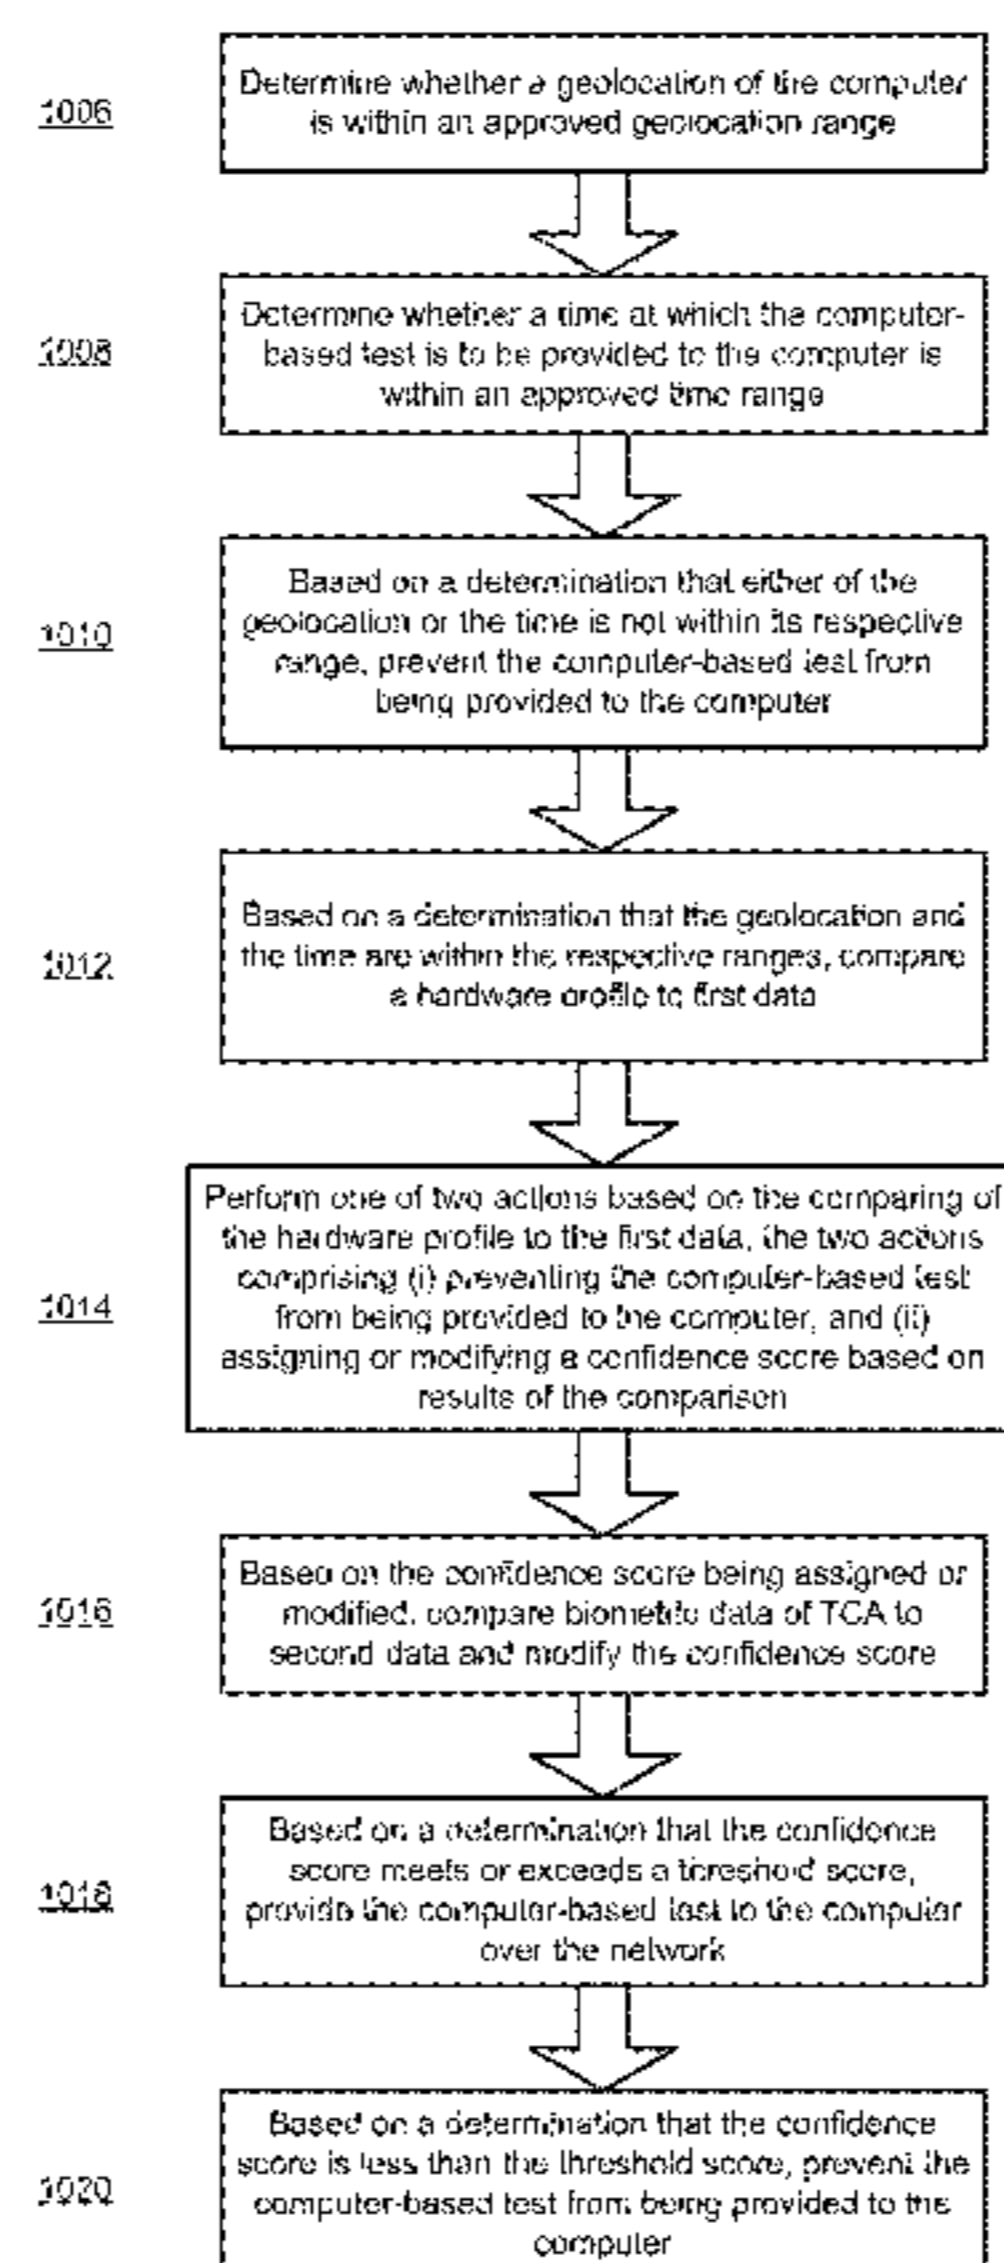 1006
Determine whether a geolocation of the computer
is within an approved geolocation range
1008
Determine whether a time at which the computer-
based test is to be provided to the computer is
within an approved time range
1010
Based on a determination that either of the
geolocation or the time is not within its respective
range, prevent the computer-based test from
being provided to the computer
1012
Based on a determination that the geolocation and
the time are within the respective ranges, compare
a hardware profile to first data
1014
Perform one of two actions based on the comparing of
the hardware profile to the first data, the two actions
comprising (i) preventing the computer-based test
from being provided to the computer, and (ii)
assigning or modifying a confidence score based on
results of the comparison
1016
Based on the confidence score being assigned or
modified, compare biometric data of TCA to
second data and modify the confidence score
1018
Based on a determination that the confidence
score meets or exceeds a threshold score,
provide the computer-based test to the computer
over the network
1020
Based on a determination that the confidence
score is less than the threshold score, prevent the
computer-based test from being provided to the
computer